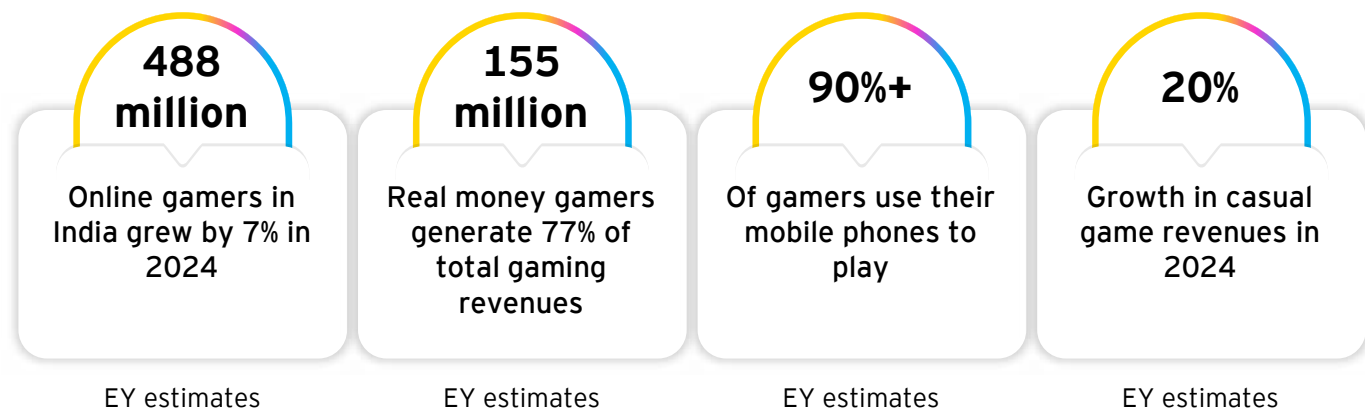 488
million
Online gamers in
India grew by 7% in
2024
EY estimates
155
million
Real money gamers
generate 77% of
total gaming
revenues
EY estimates
90%+
Of gamers use their
mobile phones to
play
EY estimates
20%
Growth in casual
game revenues in
2024
EY estimates